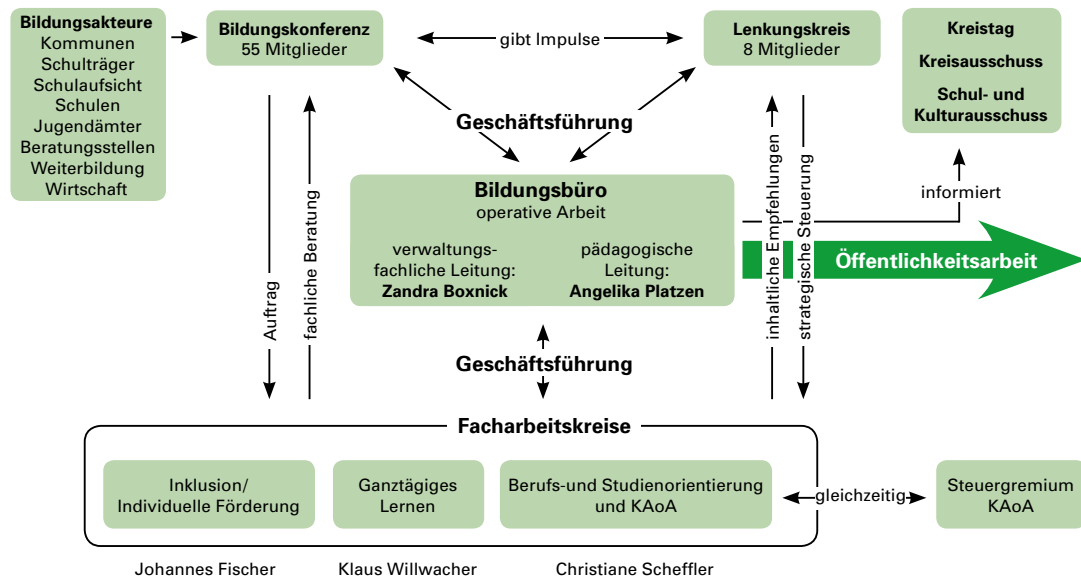 Bildungsakteure
Kommunen
Schulträger
Schulaufsicht
Schulen
Jugendämter
Beratungsstellen
Weiterbildung
Wirtschaft
Bildungskonferenz
55 Mitglieder
gibt Impulse
Lenkungskreis
8 Mitglieder
Kreistag
Kreisausschuss
Schul- und
Kulturausschuss
Geschäftsführung
Bildungsbüro
operative Arbeit
verwaltungs-
fachliche Leitung:
Zandra Boxnick
pädagogische
Leitung:
Angelika Platzen
informiert
Öffentlichkeitsarbeit
Auftrag
fachliche Beratung
inhaltliche Empfehlungen
strategische Steuerung
Geschäftsführung
Facharbeitskreise
Inklusion/
Individuelle Förderung
Ganztägiges
Lernen
Berufs-und Studienorientierung
und KAoA
gleichzeitig
Steuergremium
KAoA
Johannes Fischer
Klaus Willwacher
Christiane Scheffler